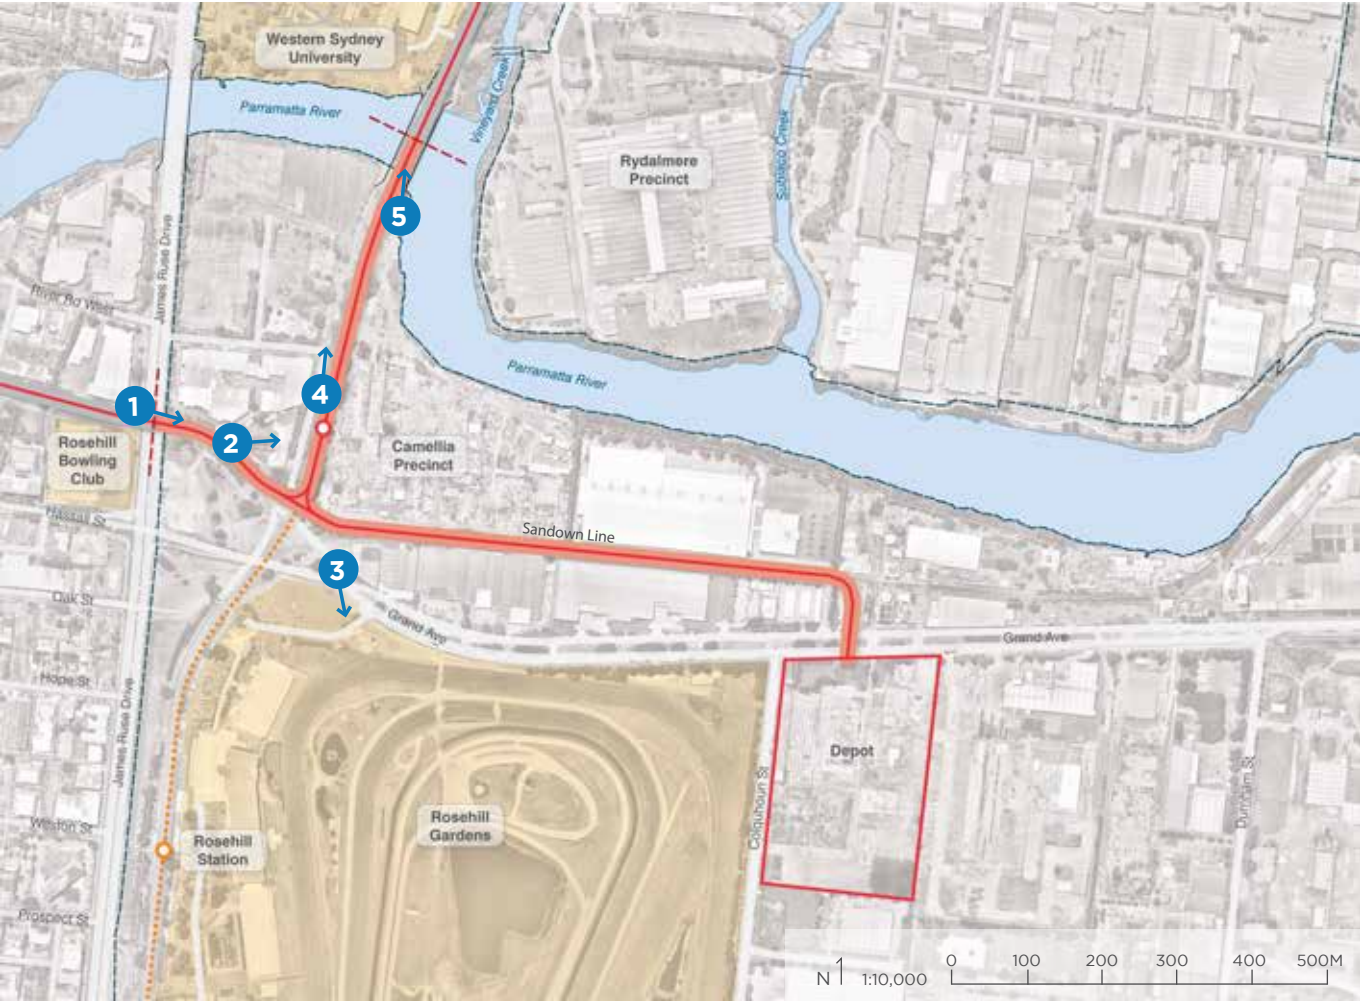 Western Sydney
University
Parramatta River
Vineyard Creek
Subiaco Creek
Rydalmere
Precinct
5
James Ruse Drive
River Rd West
Parramatta River
4
1
2
Rosehill
Bowling
Club
Camellia
Precinct
Hassall St
Sandown Line
3
Oak St
Grand Ave
Grand Ave
Hope St
James Ruse Drive
Depot
Colquhoun St
Durham St
Rosehill
Gardens
Weston St
Rosehill
Station
Prospect St
N
1:10,000
0 100 200 300 400 500M